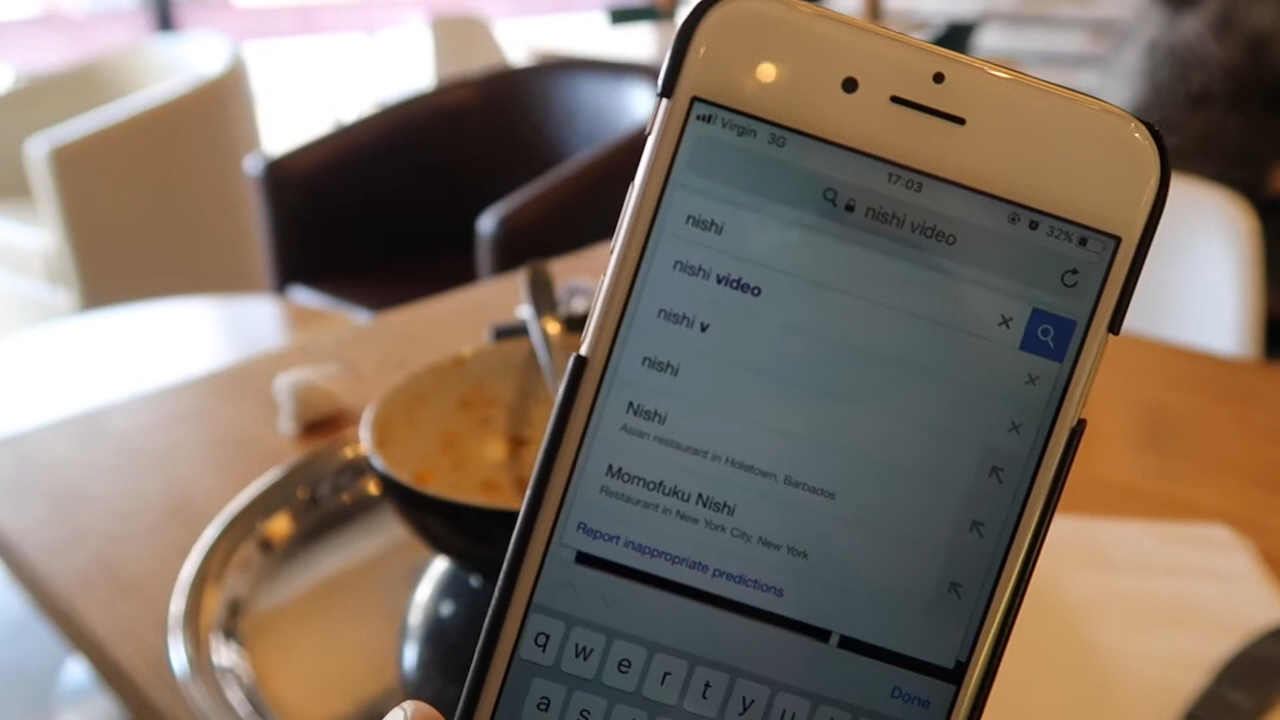 Virgin 3G
17:03
32%
nishi video
nishi
nishi video
nishi v
nishi
Nishi
Asian restaurant in Holetown, Barbados
Momofuku Nishi
Restaurant in New York City, New York
Report inappropriate predictions
Done
q w e r t y u
a s